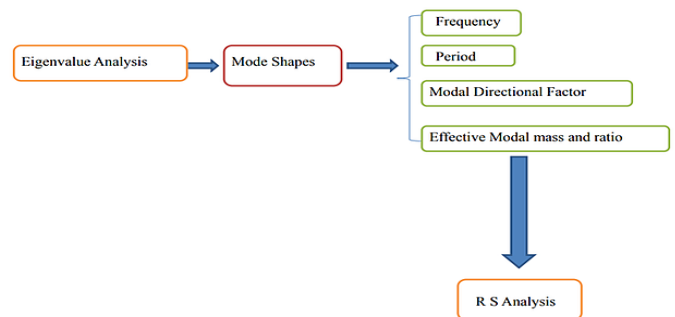 Eigenvalue Analysis
Mode Shapes
Frequency
Period
Modal Directional Factor
Effective Modal mass and ratio
R S Analysis